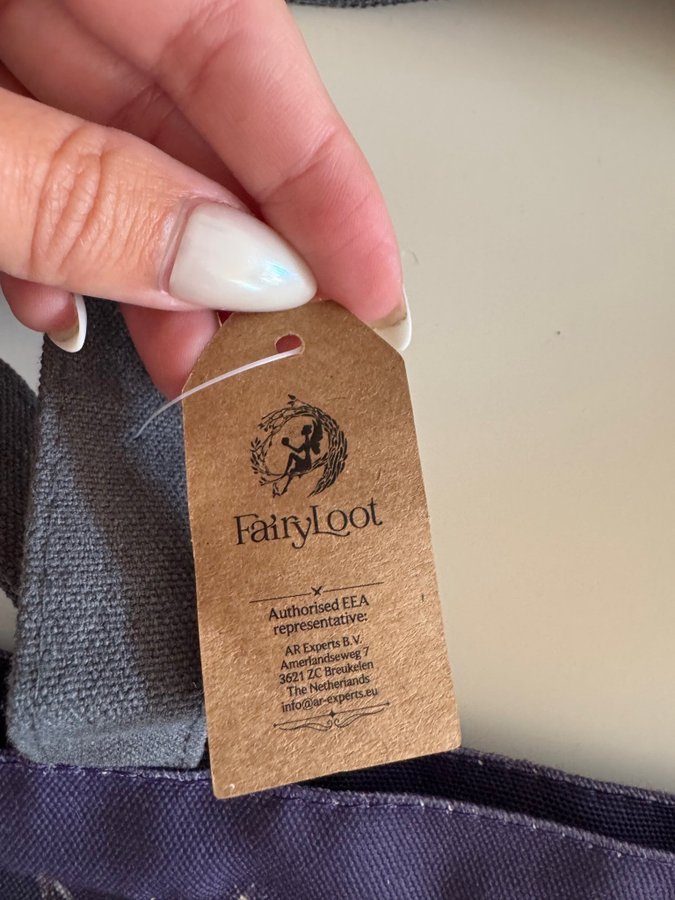 FairyLoot
Authorised EEA
representative:
AR Experts B.V.
Amerlandseweg 7
3621 ZC Breukelen
The Netherlands
info@ar-experts.eu